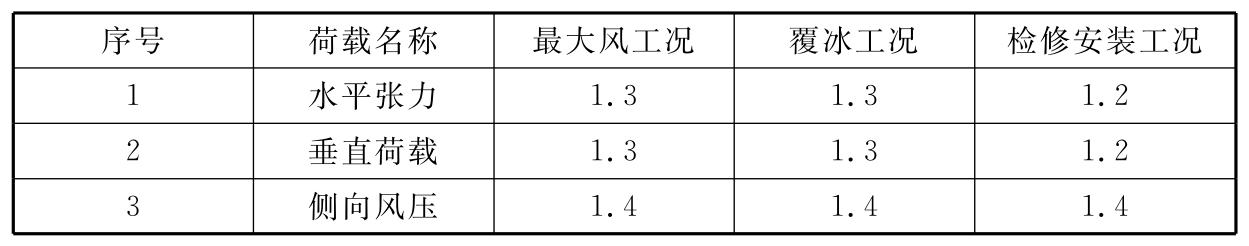 序号 荷载名称 最大风工况 覆冰工况 检修安装工况
1 水平张力 1.3 1.3 1.2
2 垂直荷载 1.3 1.3 1.2
3 侧向风压 1.4 1.4 1.4